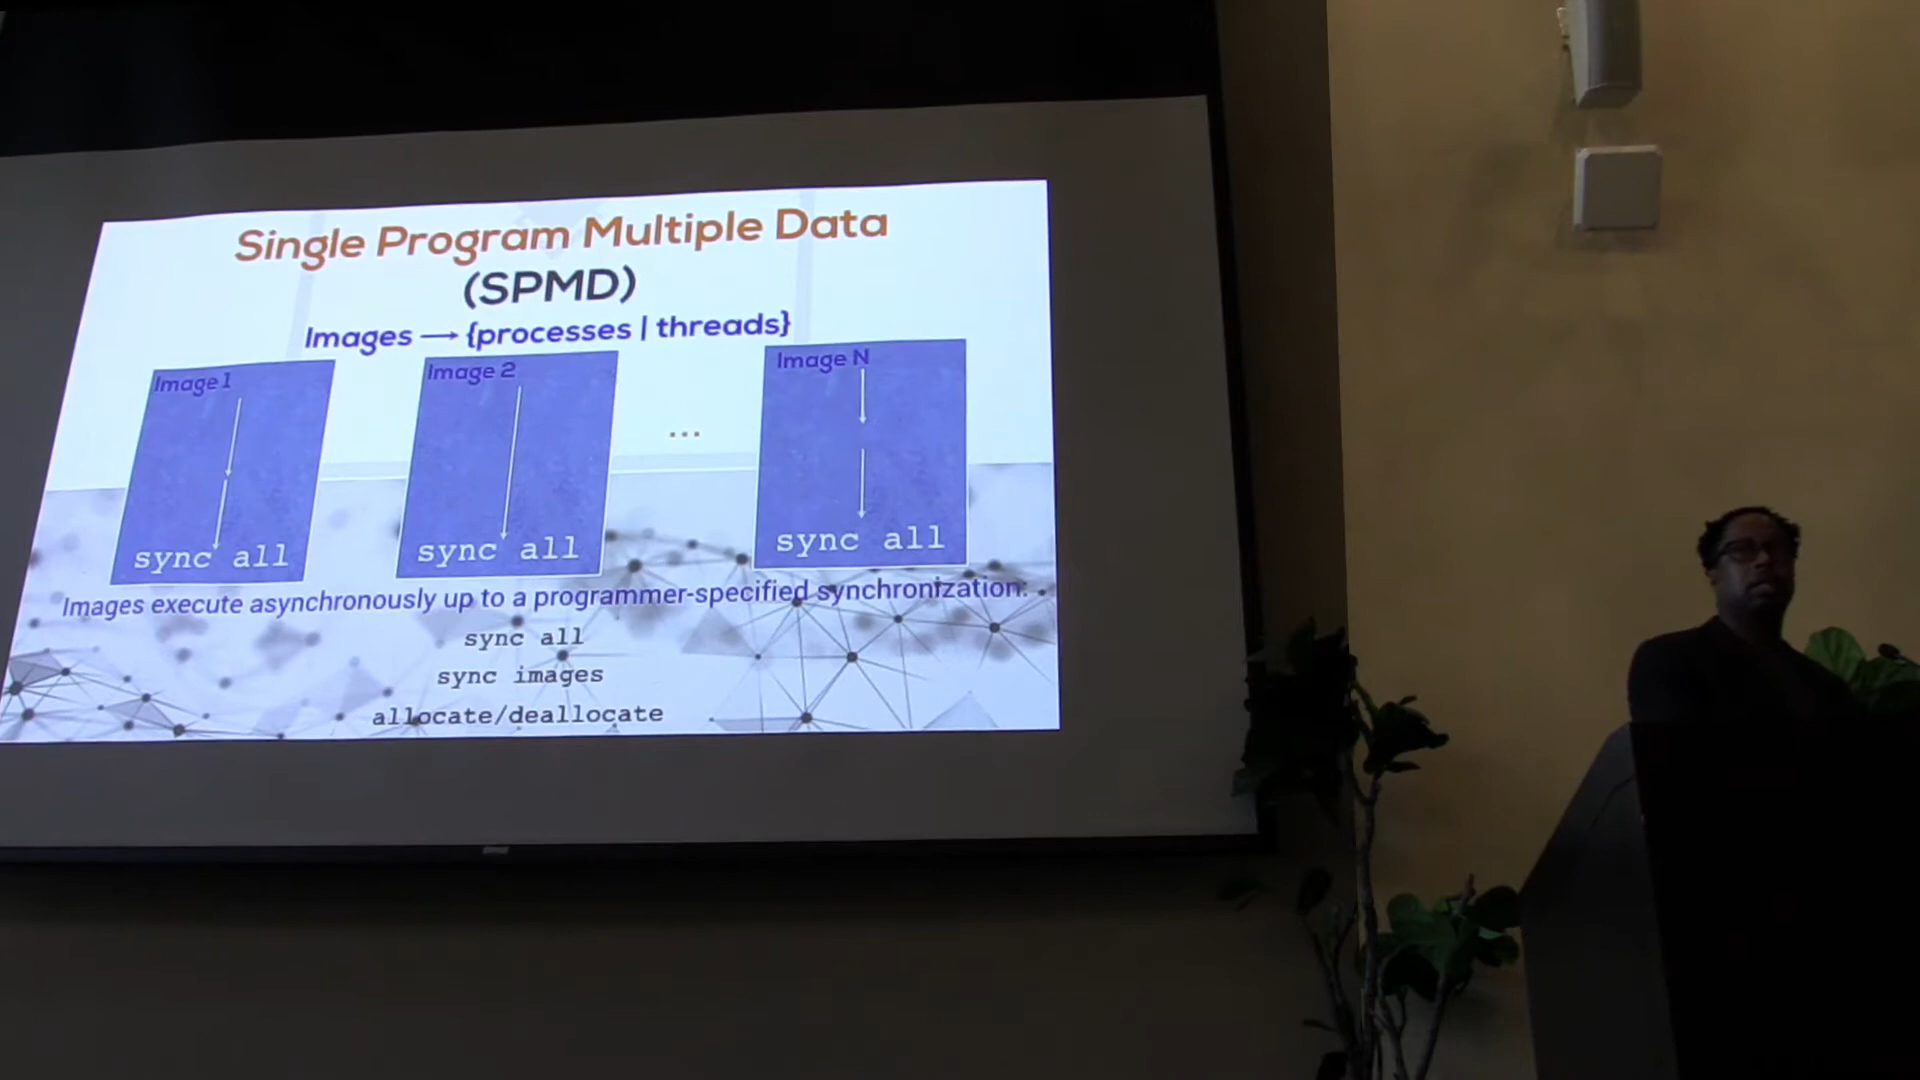 Single Program Multiple Data
(SPMD)
Images → {processes | threads}
Image 1
Image 2
Image N
...
sync all
sync all
sync all
Images execute asynchronously up to a programmer-specified synchronization:
sync all
sync images
allocate/deallocate